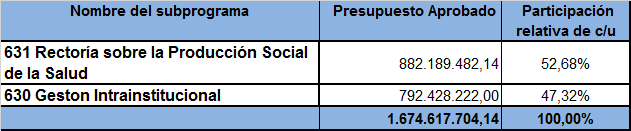 Nombre del subprograma Presupuesto Aprobado Participación
relativa de c/u
631 Rectoría sobre la Producción Social
de la Salud 882.189.482,14 52,68%
630 Geston Intrainstitucional 792.428.222,00 47,32%
1.674.617.704,14 100,00%